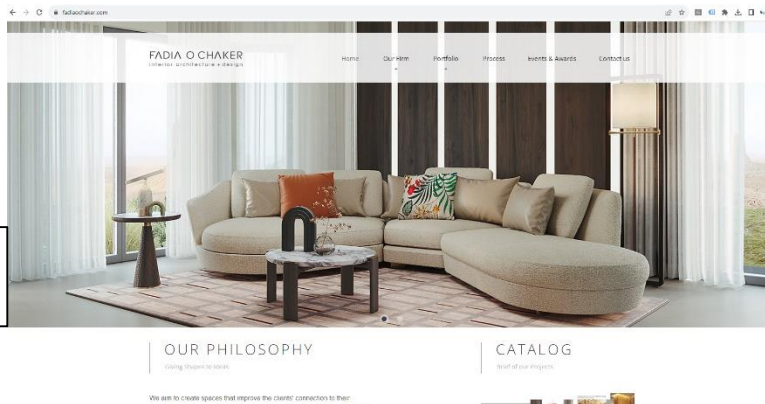 fadiaochaker.com
FADIA O CHAKER
interior architecture + design
Home
Our Firm
Portfolio
Process
Events & Awards
Contact us
OUR PHILOSOPHY
CATALOG
Giving Shapes to Ideas
Brief of our Projects
We aim to create spaces that improve the clients' connection to their